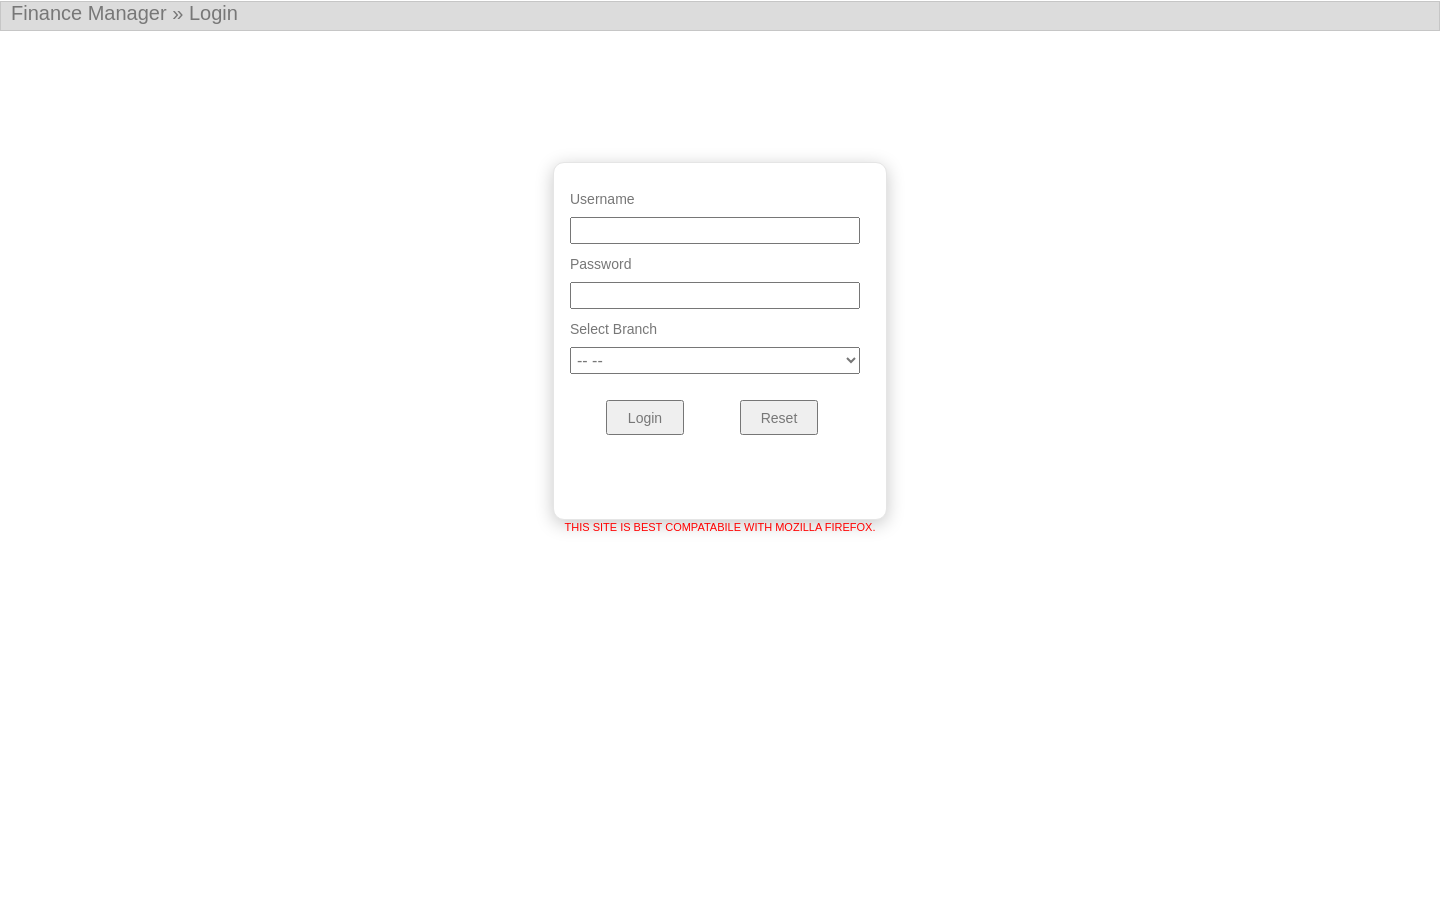 Finance Manager » Login
Username
Password
Select Branch
-- --
Login Reset
THIS SITE IS BEST COMPATABILE WITH MOZILLA FIREFOX.